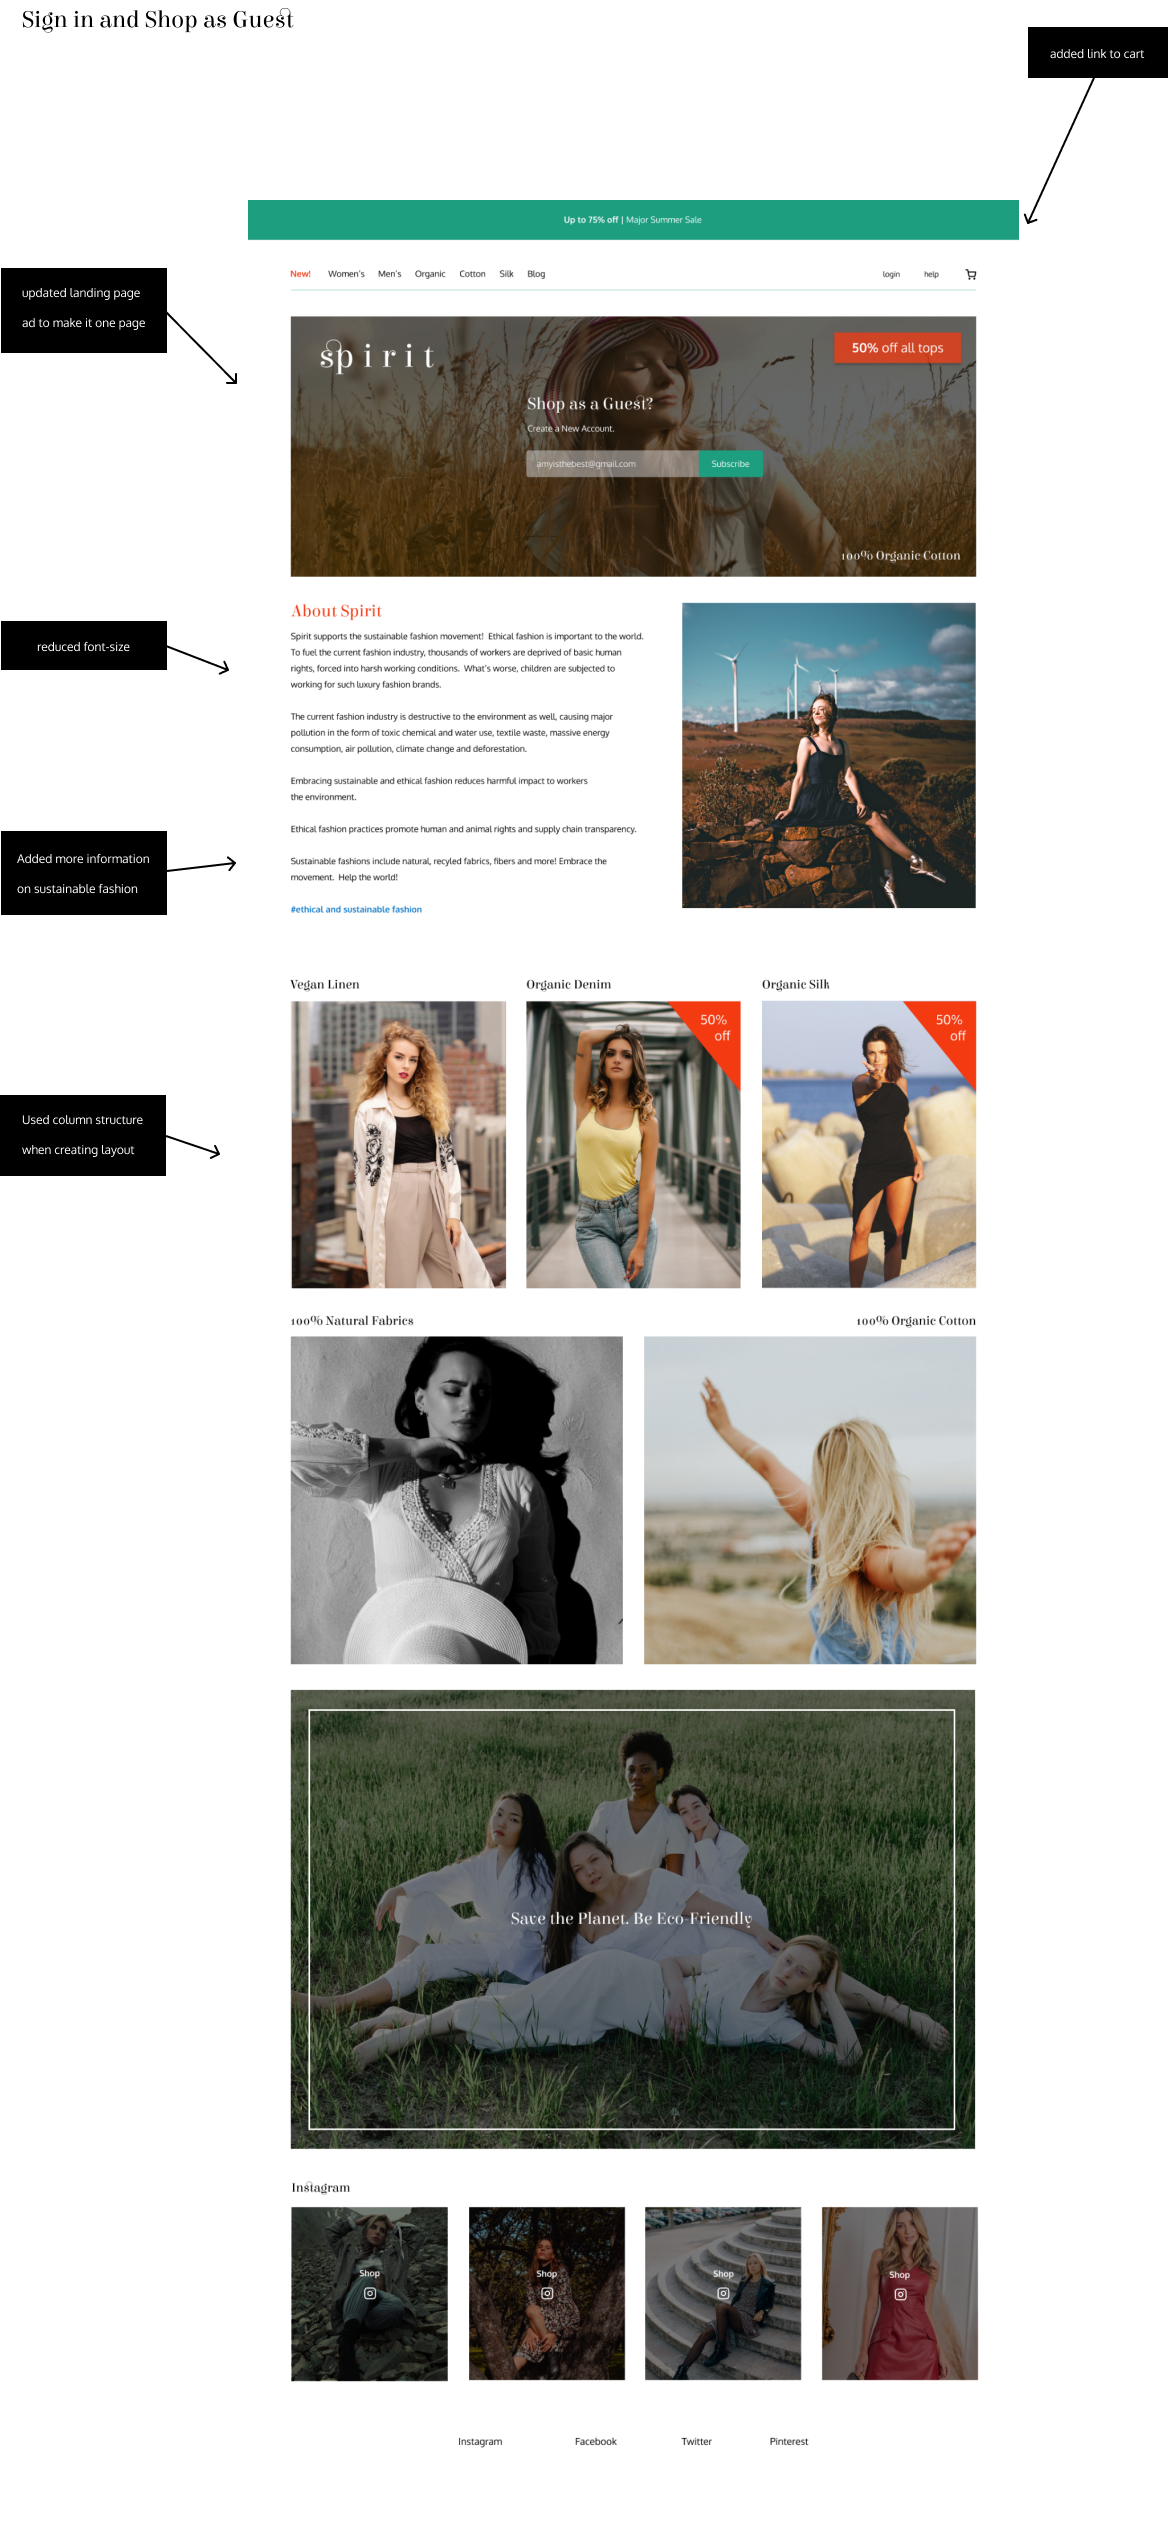 Sign in and Shop as Guest
added link to cart
Up to 75% off | Major Summer Sale
updated landing page
ad to make it one page
New! Women's Men's Organic Cotton Silk Blog login help
spirit
50% off all tops
Shop as a Guest?
Create a New Account.
amyisthebest@gmail.com Subscribe
100% Organic Cotton
reduced font-size
About Spirit
Spirit supports the sustainable fashion movement!  Ethical fashion is important to the world.
To fuel the current fashion industry, thousands of workers are deprived of basic human
rights, forced into harsh working conditions.  What's worse, children are subjected to
working for such luxury fashion brands.
The current fashion industry is destructive to the environment as well, causing major
pollution in the form of toxic chemical and water use, textile waste, massive energy
consumption, air pollution, climate change and deforestation.
Embracing sustainable and ethical fashion reduces harmful impact to workers
the environment.
Ethical fashion practices promote human and animal rights and supply chain transparency.
Sustainable fashions include natural, recyled fabrics, fibers and more! Embrace the
movement.  Help the world!
#ethical and sustainable fashion
Added more information
on sustainable fashion
Vegan Linen
Organic Denim
Organic Silk
50%
off
50%
off
Used column structure
when creating layout
100% Natural Fabrics
100% Organic Cotton
Save the Planet. Be Eco-Friendly
Instagram
Shop
Shop
Shop
Shop
Instagram Facebook Twitter Pinterest